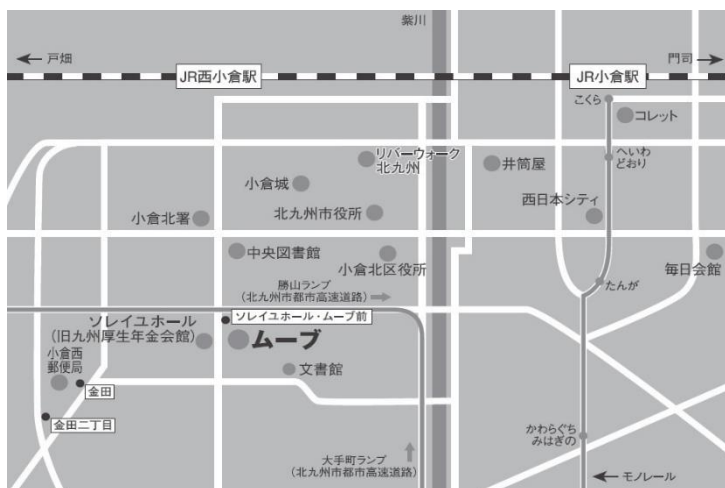 紫川
← 戸畑
門司 →
JR西小倉駅
JR小倉駅
こくら
コレット
リバーウォーク
北九州
井筒屋
へいわ
どおり
小倉城
西日本シティ
小倉北署
北九州市役所
中央図書館
小倉北区役所
毎日会館
勝山ランプ
(北九州市都市高速道路)
たんが
ソレイユホール
(旧九州厚生年金会館)
ソレイユホール・ムーブ前
ムーブ
小倉西
郵便局
文書館
金田
金田二丁目
かわらぐち
みはぎの
大手町ランプ
(北九州市都市高速道路)
← モノレール